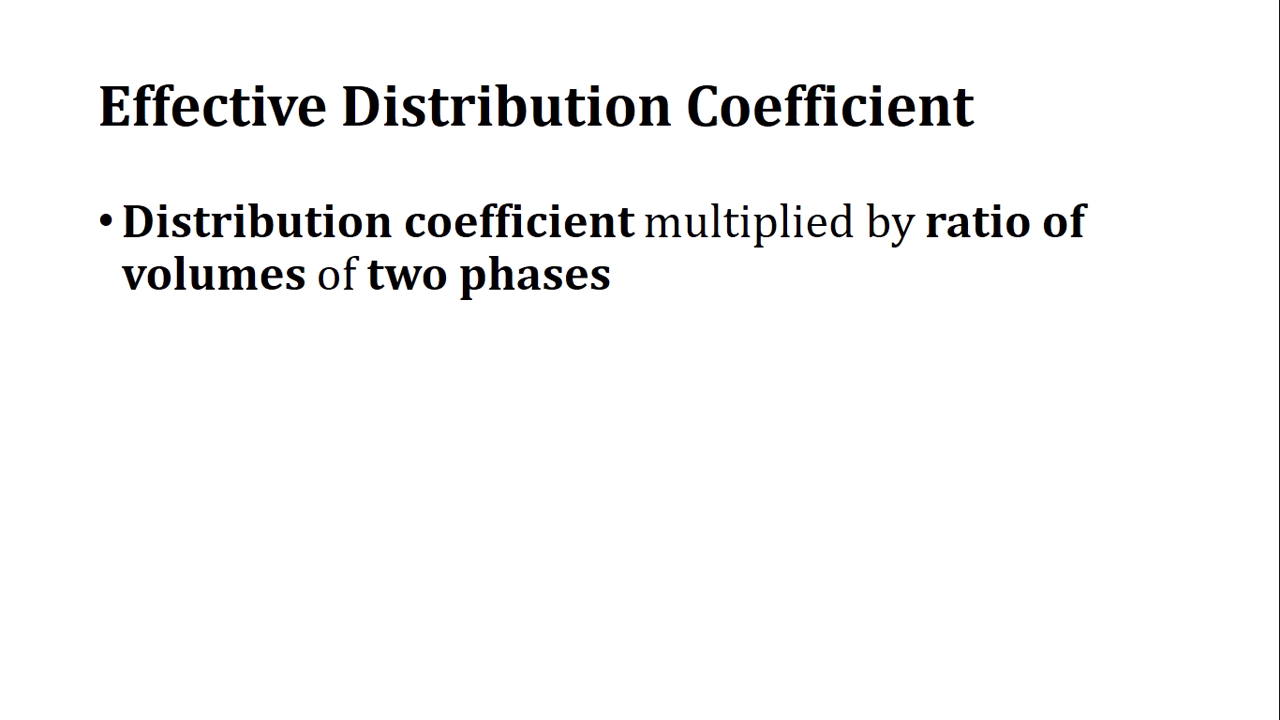 Effective Distribution Coefficient
• Distribution coefficient multiplied by ratio of
volumes of two phases